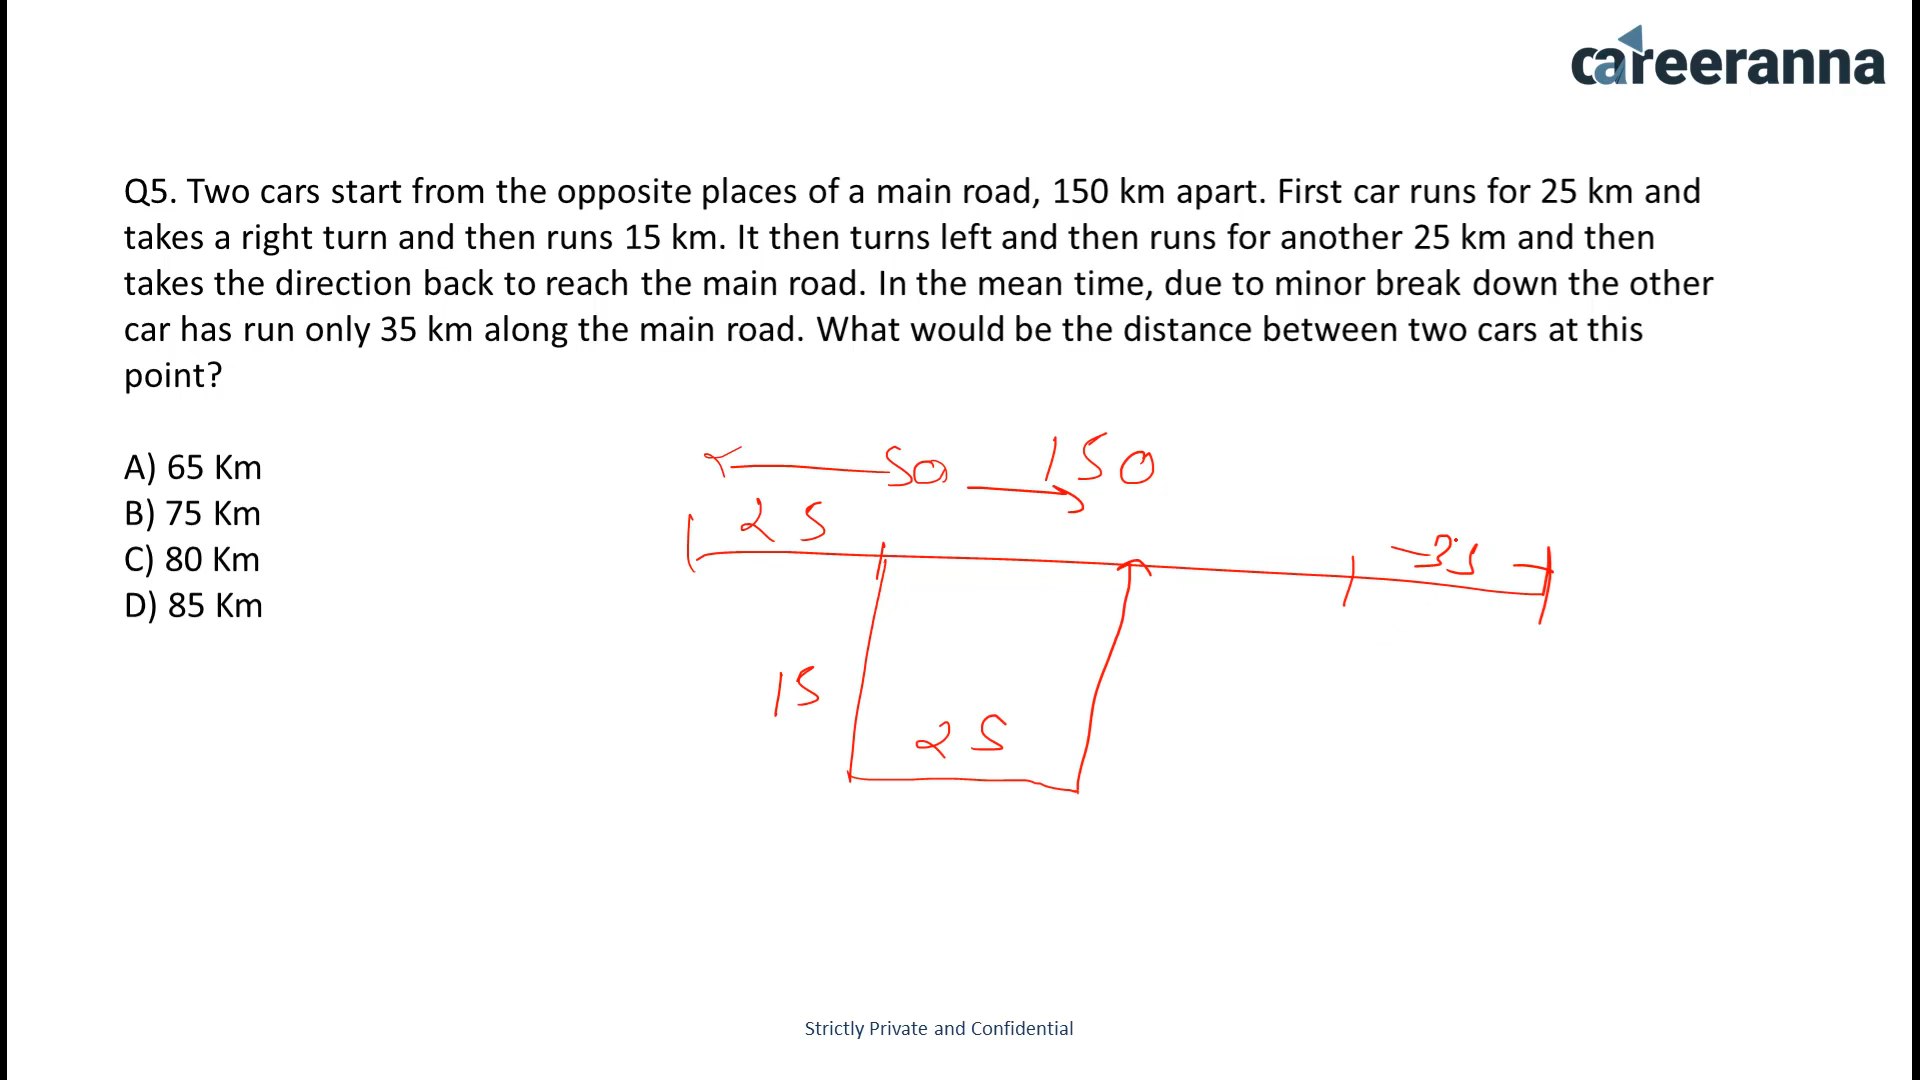 careeranna
Q5. Two cars start from the opposite places of a main road, 150 km apart. First car runs for 25 km and
takes a right turn and then runs 15 km. It then turns left and then runs for another 25 km and then
takes the direction back to reach the main road. In the mean time, due to minor break down the other
car has run only 35 km along the main road. What would be the distance between two cars at this
point?
A) 65 Km
B) 75 Km
C) 80 Km
D) 85 Km
50 150
25
35
15
25
Strictly Private and Confidential